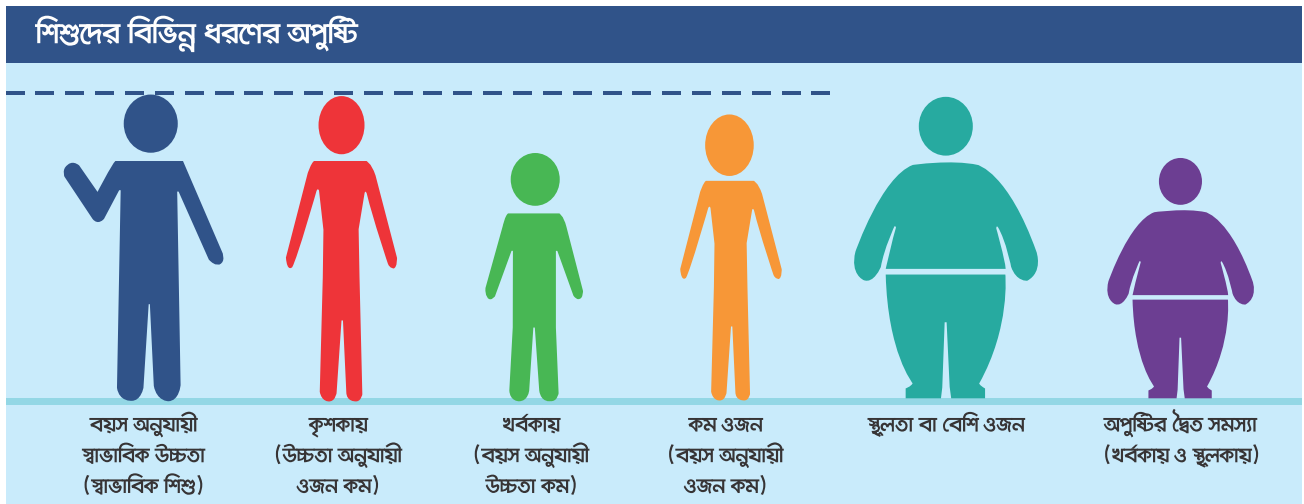 শিশুদের বিভিন্ন ধরণের অপুষ্টি
বয়স অনুযায়ী
স্বাভাবিক উচ্চতা
(স্বাভাবিক শিশু)
কৃশকায়
(উচ্চতা অনুযায়ী
ওজন কম)
খর্বকায়
(বয়স অনুযায়ী
উচ্চতা কম)
কম ওজন
(বয়স অনুযায়ী
ওজন কম)
স্থূলতা বা বেশি ওজন
অপুষ্টির দ্বৈত সমস্যা
(খর্বকায় ও স্থূলকায়)